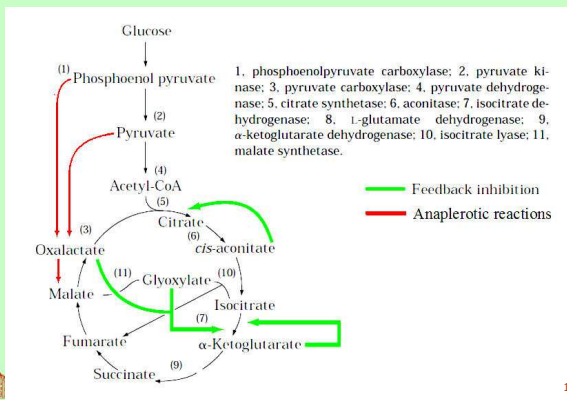 Glucose
(1)
Phosphoenol pyruvate
1, phosphoenolpyruvate carboxylase; 2, pyruvate ki-
nase; 3, pyruvate carboxylase; 4, pyruvate dehydroge-
nase; 5, citrate synthetase; 6, aconitase; 7, isocitrate de-
hydrogenase; 8, L-glutamate dehydrogenase; 9,
α-ketoglutarate dehydrogenase; 10, isocitrate lyase; 11,
malate synthetase.
(2)
Pyruvate
(4)
Acetyl-CoA
(5)
Feedback inhibition
Anaplerotic reactions
Citrate
(3)
(6)
Oxalactate
cis-aconitate
(11)
Glyoxylate
(10)
Malate
Isocitrate
(7)
Fumarate
α-Ketoglutarate
(9)
Succinate
1